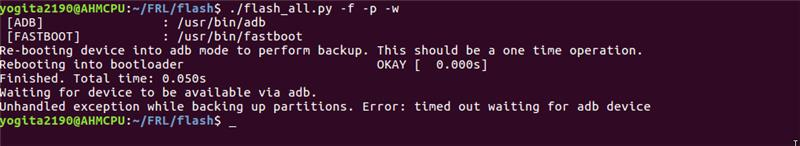 yogita2190@AHMCPU:~/FRL/flash$ ./flash_all.py -f -p -w
[ADB] : /usr/bin/adb
[FASTBOOT] : /usr/bin/fastboot
Re-booting device into adb mode to perform backup. This should be a one time operation.
Rebooting into bootloader OKAY [ 0.000s]
Finished. Total time: 0.050s
Waiting for device to be available via adb.
Unhandled exception while backing up partitions. Error: timed out waiting for adb device
yogita2190@AHMCPU:~/FRL/flash$ _